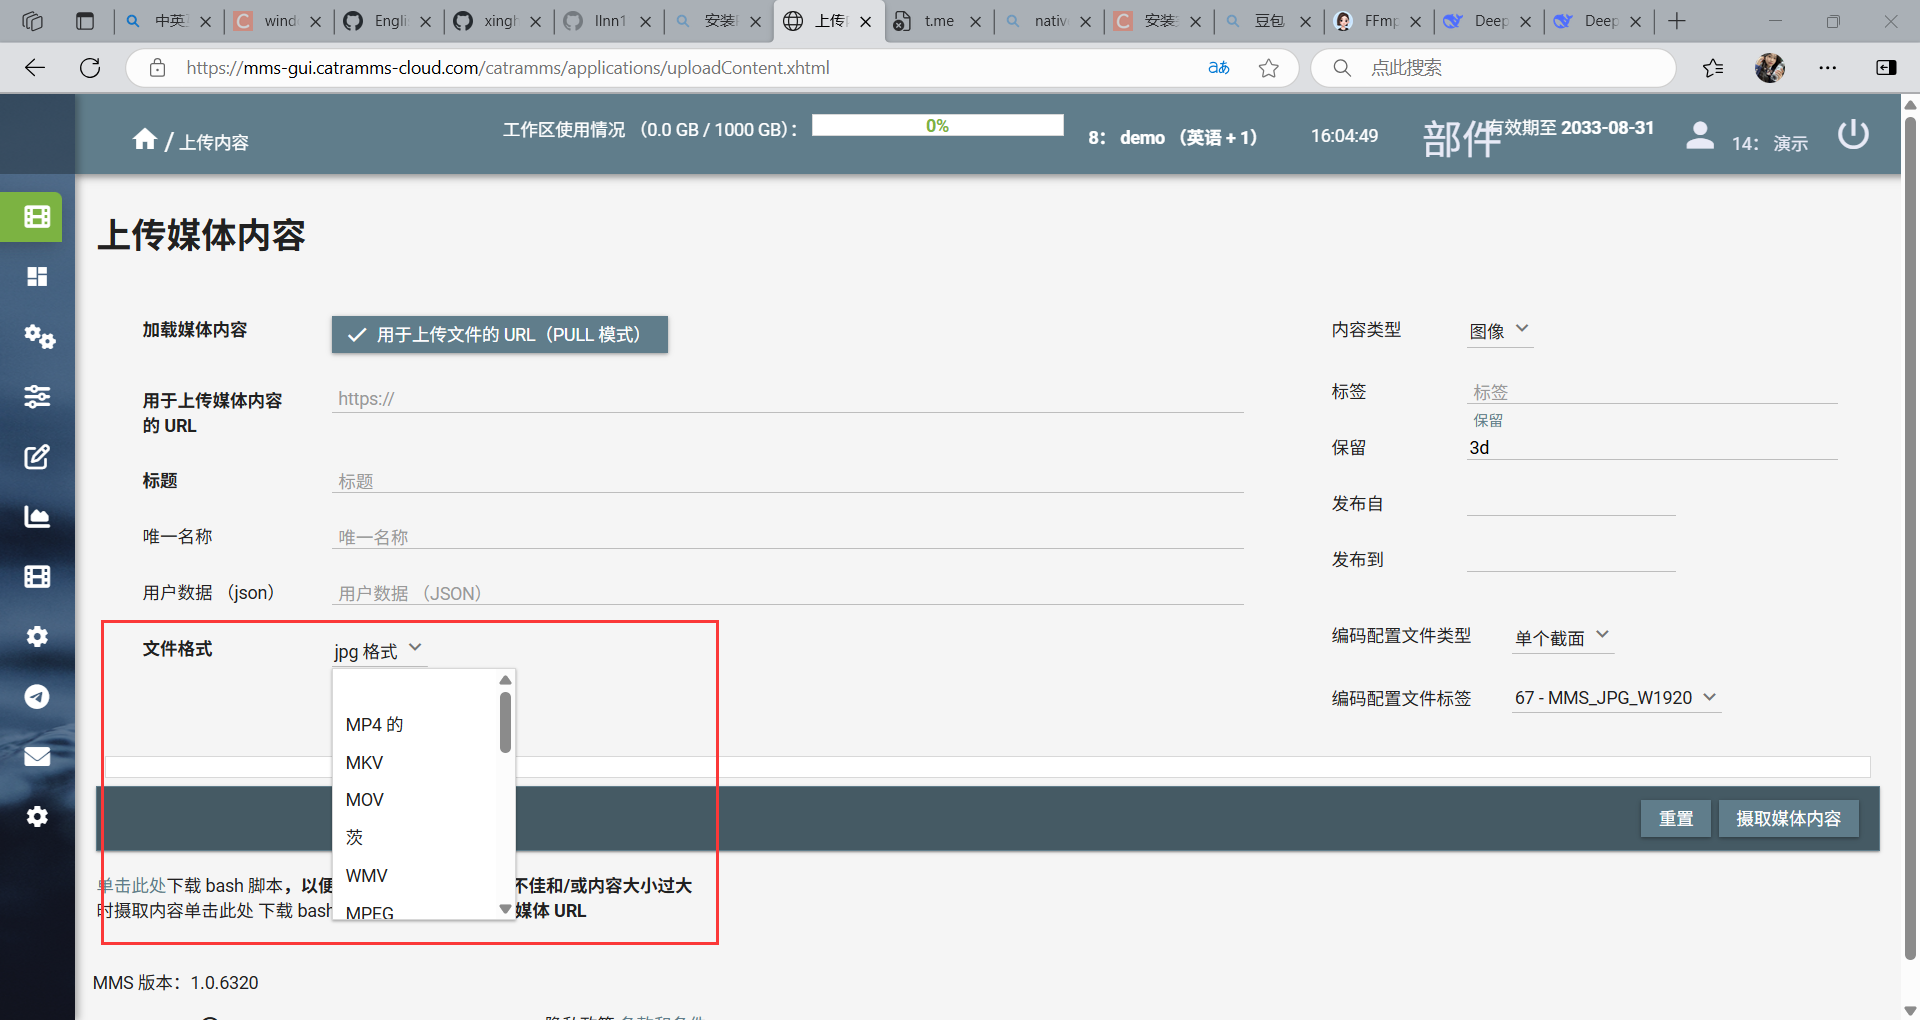 中英
wind
Engli
xingh
llnn1
安装
上传
t.me
nativ
安装
豆包
FFmp
Deep
Deep
https://mms-gui.catramms-cloud.com/catramms/applications/uploadContent.xhtml
点此搜索
/ 上传内容
工作区使用情况 （0.0 GB / 1000 GB）：
0%
8： demo （英语 + 1）
16:04:49
部件
有效期至 2033-08-31
14： 演示
上传媒体内容
加载媒体内容
用于上传文件的 URL（PULL 模式）
内容类型
图像
用于上传媒体内容
的 URL
https://
标签
标签
保留
保留
3d
标题
标题
发布自
唯一名称
唯一名称
发布到
用户数据 （json）
用户数据 （JSON）
文件格式
jpg 格式
编码配置文件类型
单个截面
MP4 的
MKV
MOV
茨
WMV
MPEG
编码配置文件标签
67 - MMS_JPG_W1920
重置
摄取媒体内容
单击此处下载 bash 脚本，以便
不佳和/或内容大小过大
时摄取内容单击此处 下载 bash
媒体 URL
MMS 版本：1.0.6320
隐私政策 条款和条件